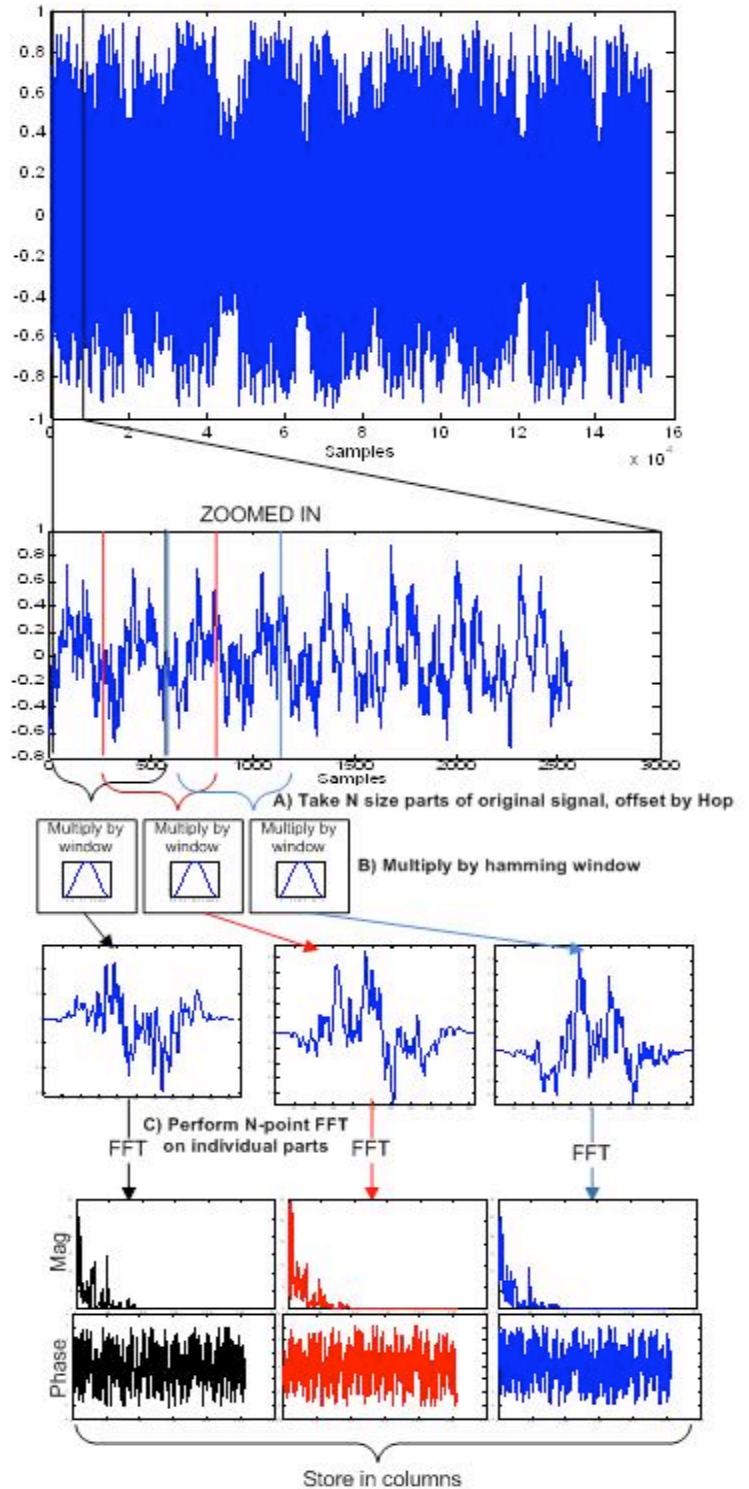 1
0.8
0.6
0.4
0.2
0
-0.2
-0.4
-0.6
-0.8
-1
0 2 4 6 8 10 12 14 16
Samples
x 10⁴
ZOOMED IN
1
0.8
0.6
0.4
0.2
0
-0.2
-0.4
-0.6
-0.8
0 500 1000 1500 2000 2500 3000
Samples
A) Take N size parts of original signal, offset by Hop
Multiply by
window
Multiply by
window
Multiply by
window
B) Multiply by hamming window
C) Perform N-point FFT
on individual parts
FFT
FFT
FFT
Mag
Phase
Store in columns